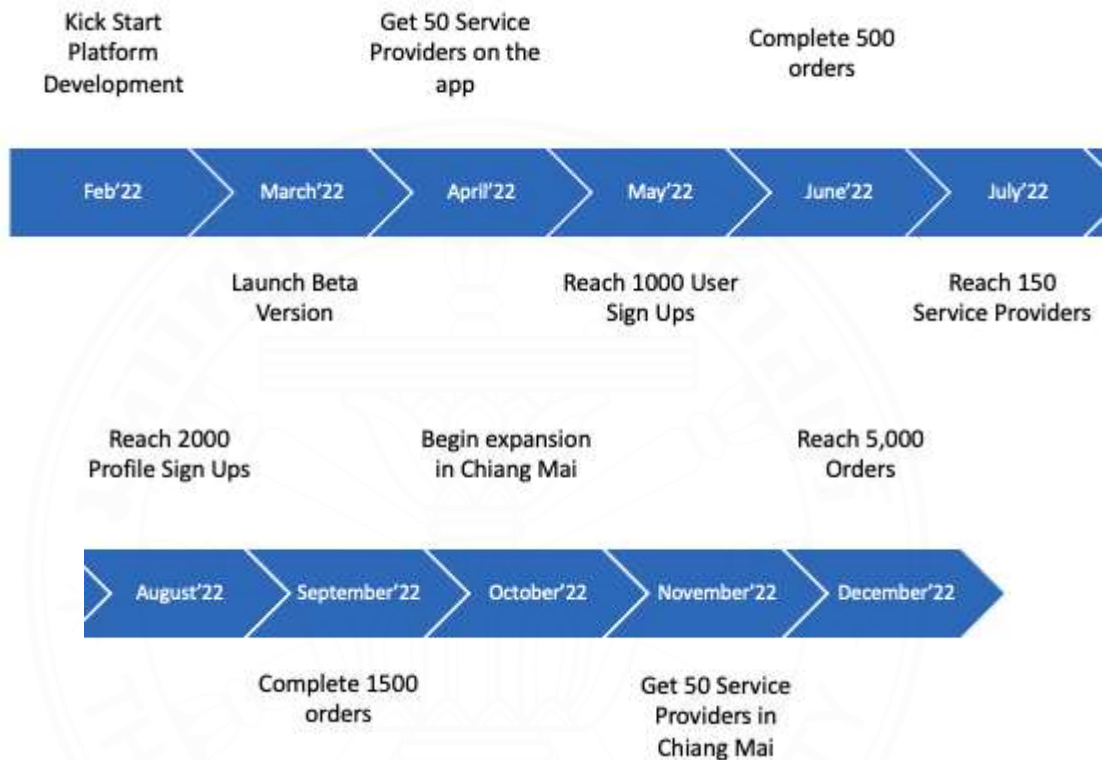 Kick Start
Platform
Development
Get 50 Service
Providers on the
app
Complete 500
orders
Feb'22
March'22
April'22
May'22
June'22
July'22
Launch Beta
Version
Reach 1000 User
Sign Ups
Reach 150
Service Providers
Reach 2000
Profile Sign Ups
Begin expansion
in Chiang Mai
Reach 5,000
Orders
August'22
September'22
October'22
November'22
December'22
Complete 1500
orders
Get 50 Service
Providers in
Chiang Mai